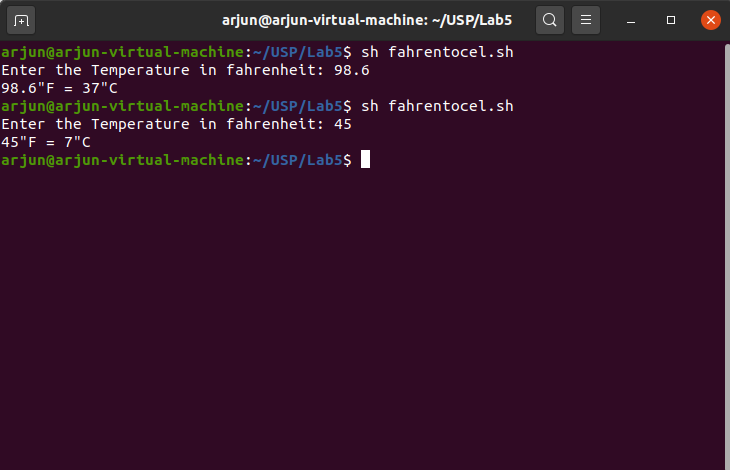 arjun@arjun-virtual-machine: ~/USP/Lab5
arjun@arjun-virtual-machine:~/USP/Lab5$ sh fahrentocel.sh
Enter the Temperature in fahrenheit: 98.6
98.6"F = 37"C
arjun@arjun-virtual-machine:~/USP/Lab5$ sh fahrentocel.sh
Enter the Temperature in fahrenheit: 45
45"F = 7"C
arjun@arjun-virtual-machine:~/USP/Lab5$